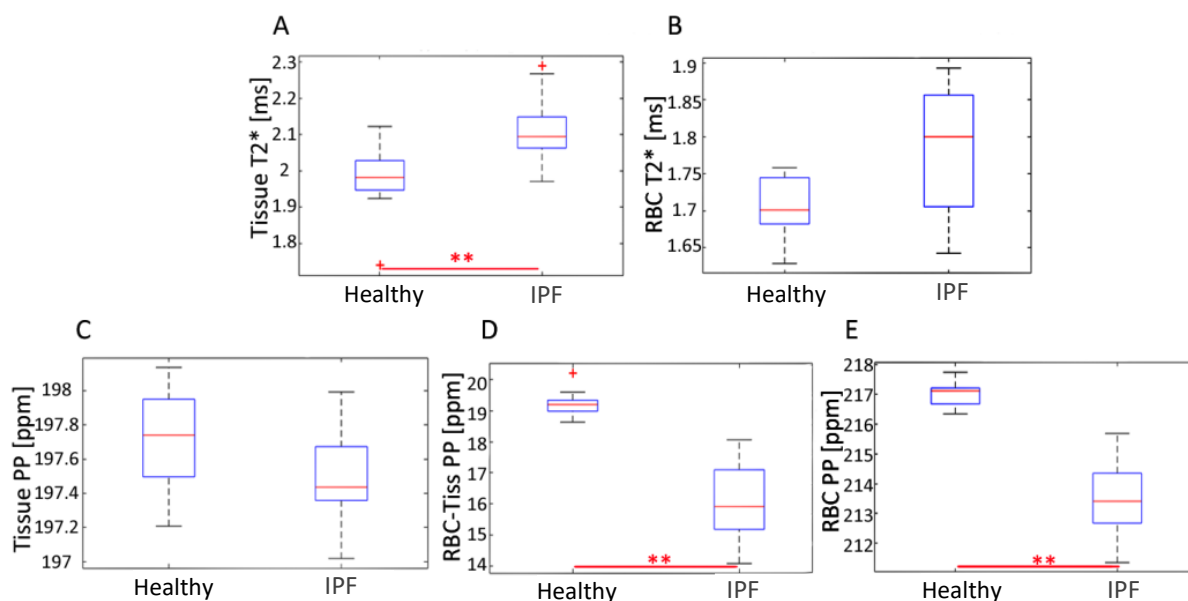 A
Tissue T2* [ms]
2.3
2.2
2.1
2
1.9
1.8
**
Healthy
IPF
B
RBC T2* [ms]
1.9
1.85
1.8
1.75
1.7
1.65
Healthy
IPF
C
Tissue PP [ppm]
198
197.8
197.6
197.4
197.2
197
Healthy
IPF
D
RBC-Tiss PP [ppm]
20
19
18
17
16
15
14
**
Healthy
IPF
E
RBC PP [ppm]
218
217
216
215
214
213
212
**
Healthy
IPF